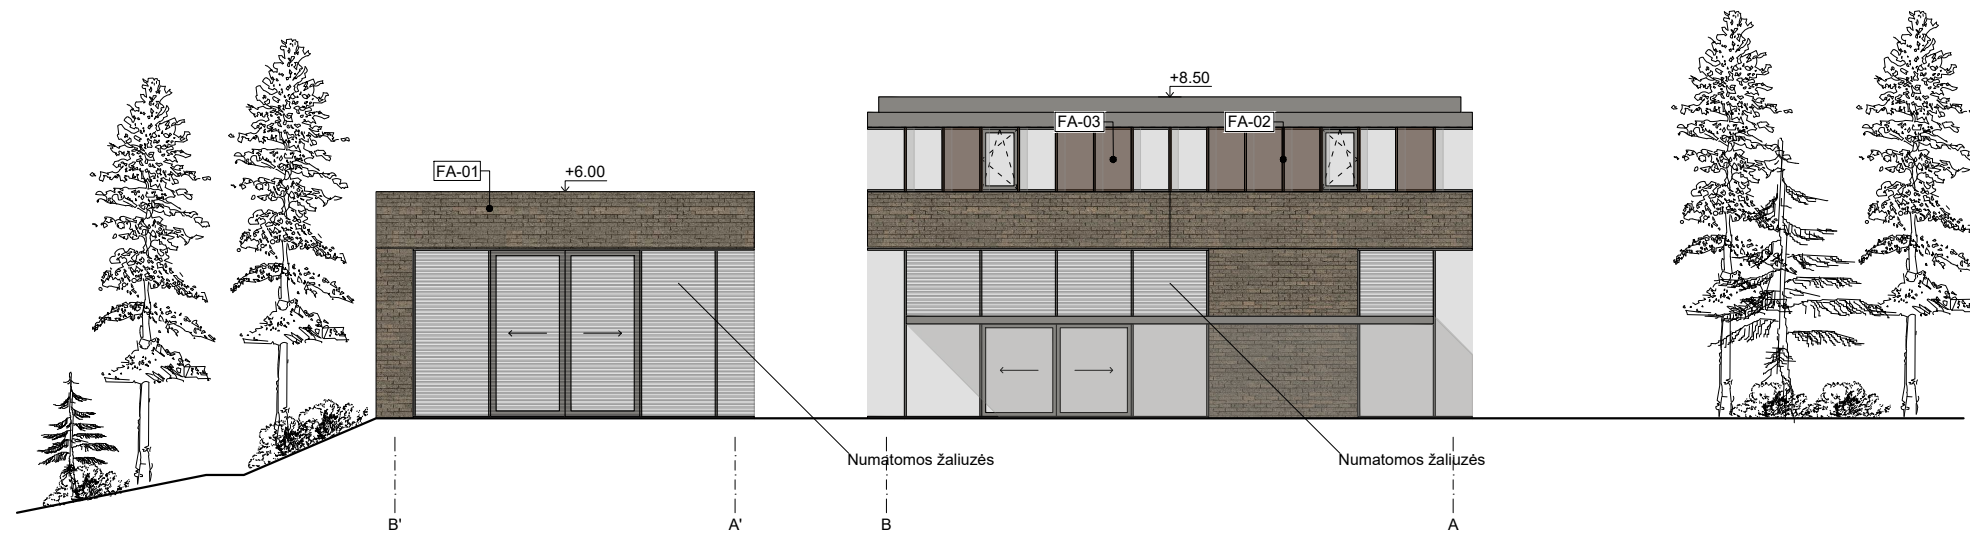 +8.50
FA-03
FA-02
FA-01
+6.00
Numatomos žaliuzės
Numatomos žaliuzės
B'
A'
B
A